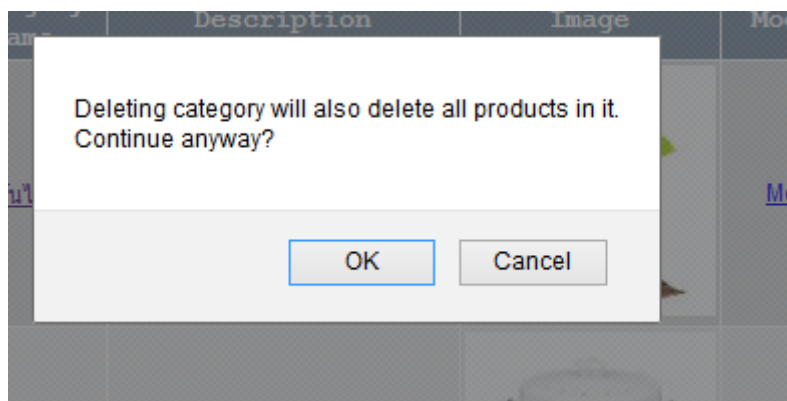 Description
Image
Deleting category will also delete all products in it.
Continue anyway?
OK
Cancel